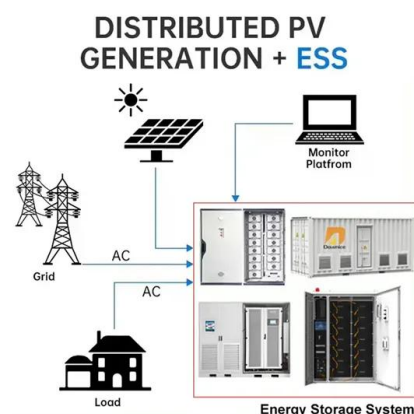 DISTRIBUTED PV
GENERATION + ESS
Monitor
Platfrom
AC
Grid
AC
Load
Energy Storage System